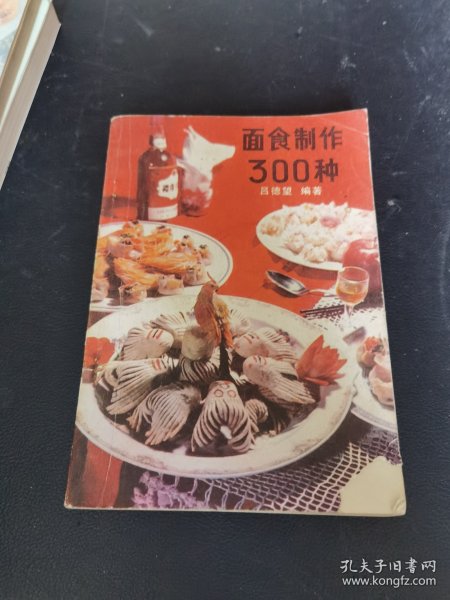 面食制作
300种
吕德望 编著
孔夫子旧书网
www.kongfz.com